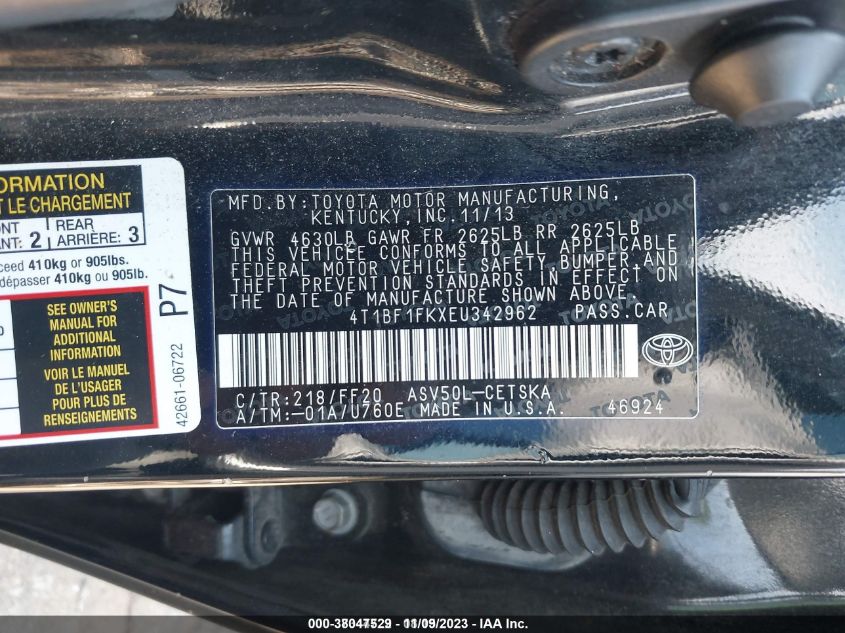 ORMATION
T LE CHARGEMENT
ONT
ANT: 2
REAR
ARRIÈRE: 3
ceed 410kg or 905lbs.
dépasser 410kg ou 905lb.
SEE OWNER'S
MANUAL FOR
ADDITIONAL
INFORMATION
VOIR LE MANUEL
DE L'USAGER
POUR PLUS DE
RENSEIGNEMENTS
P7
42661-06722
MFD.BY:TOYOTA MOTOR MANUFACTURING,
KENTUCKY, INC.11/13
GVWR 4630LB GAWR FR 2625LB RR 2625LB
THIS VEHICLE CONFORMS TO ALL APPLICABLE
FEDERAL MOTOR VEHICLE SAFETY,BUMPER,AND
THEFT PREVENTION STANDARDS IN EFFECT ON
THE DATE OF MANUFACTURE SHOWN ABOVE.
4T1BF1FKXEU342962 PASS.CAR
C/TR:218/FF20 ASV50L-CETSKA
A/TM:-01A/U760E MADE IN U.S.A. 46924
- 11/09/2023 - IAA Inc.